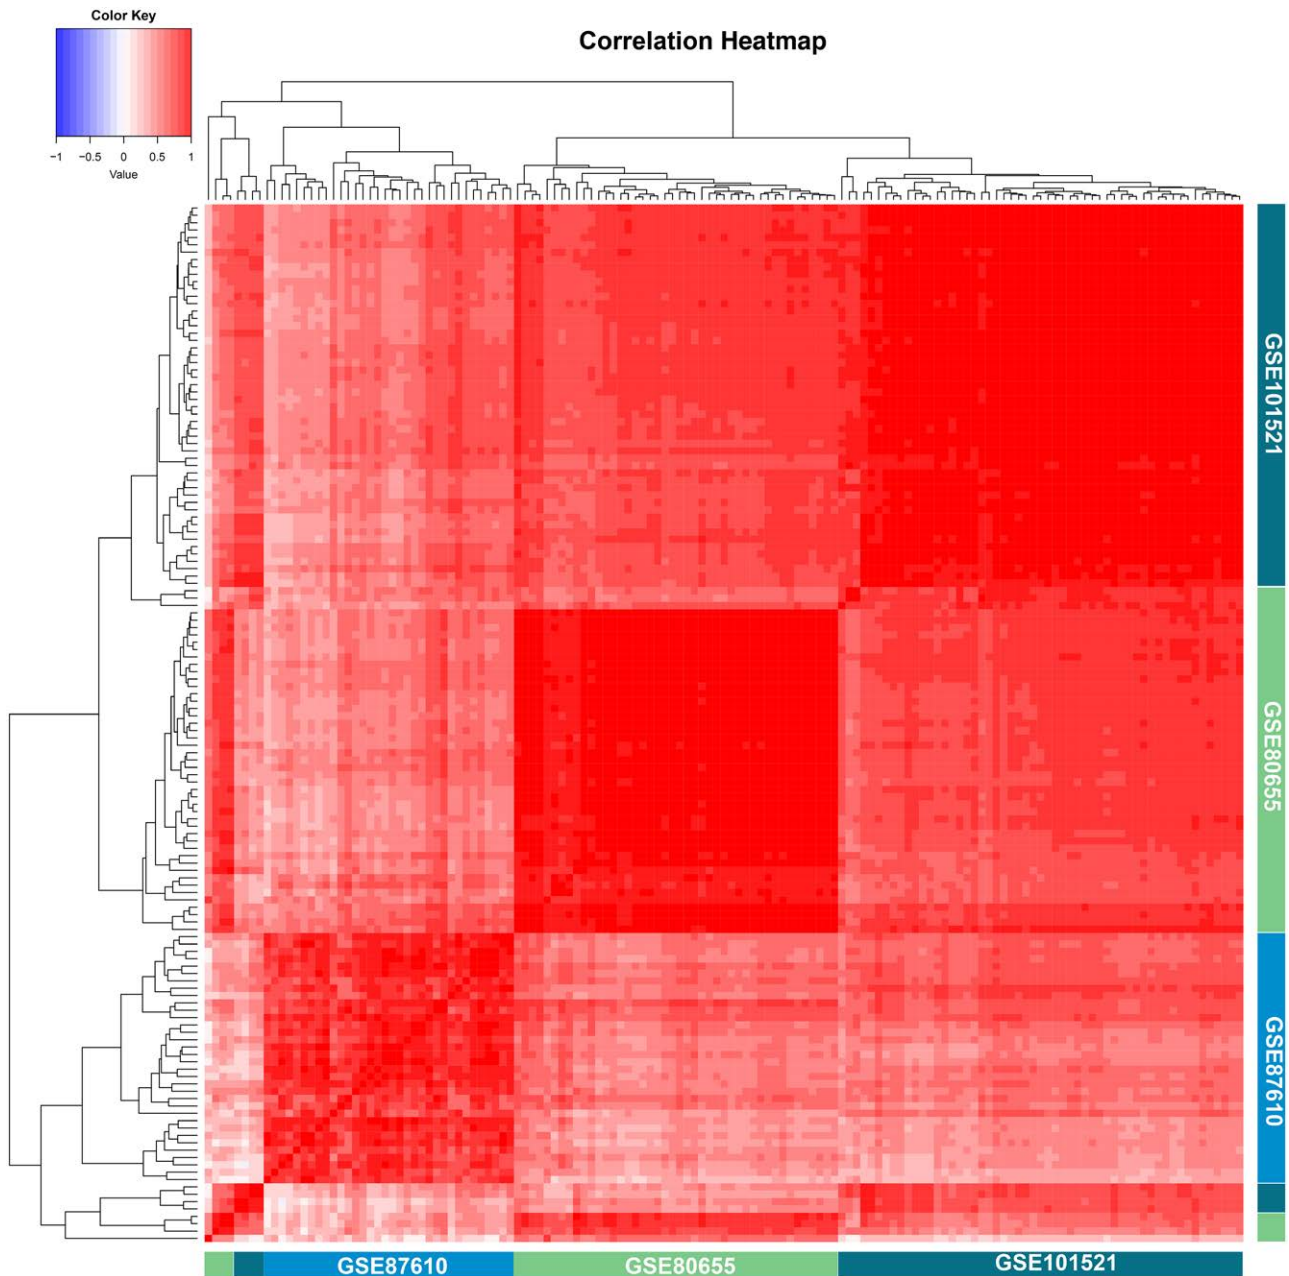 Color Key
Correlation Heatmap
−1 −0.5 0 0.5 1
Value
GSE101521
GSE80655
GSE87610
GSE87610 GSE80655 GSE101521